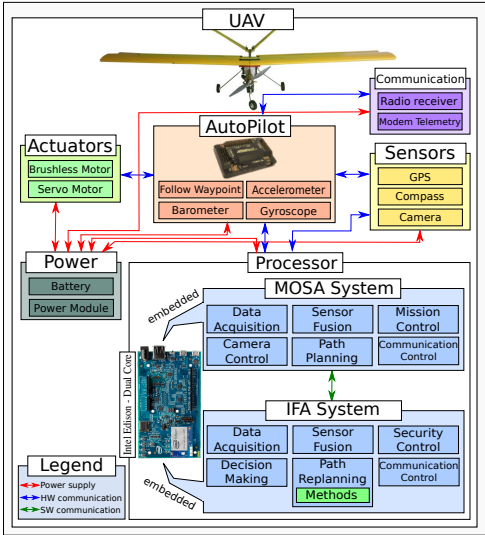 UAV
Communication
Radio receiver
Modem Telemetry
AutoPilot
Follow Waypoint
Accelerometer
Barometer
Gyroscope
Actuators
Brushless Motor
Servo Motor
Sensors
GPS
Compass
Camera
Power
Battery
Power Module
Processor
MOSA System
embedded
Data
Acquisition
Sensor
Fusion
Mission
Control
Camera
Control
Path
Planning
Communication
Control
Intel Edison - Dual Core
IFA System
embedded
Data
Acquisition
Sensor
Fusion
Security
Control
Decision
Making
Path
Replanning
Methods
Communication
Control
Legend
Power supply
HW communication
SW communication